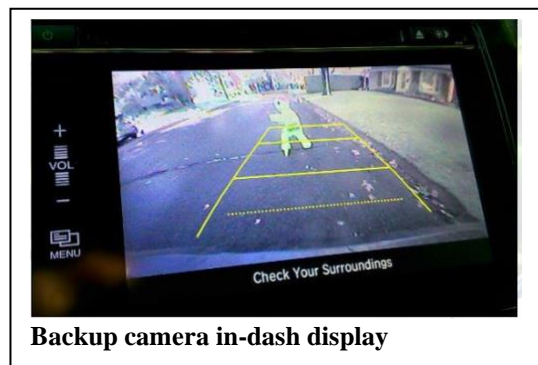 +
VOL
−
MENU
Check Your Surroundings
Backup camera in-dash display